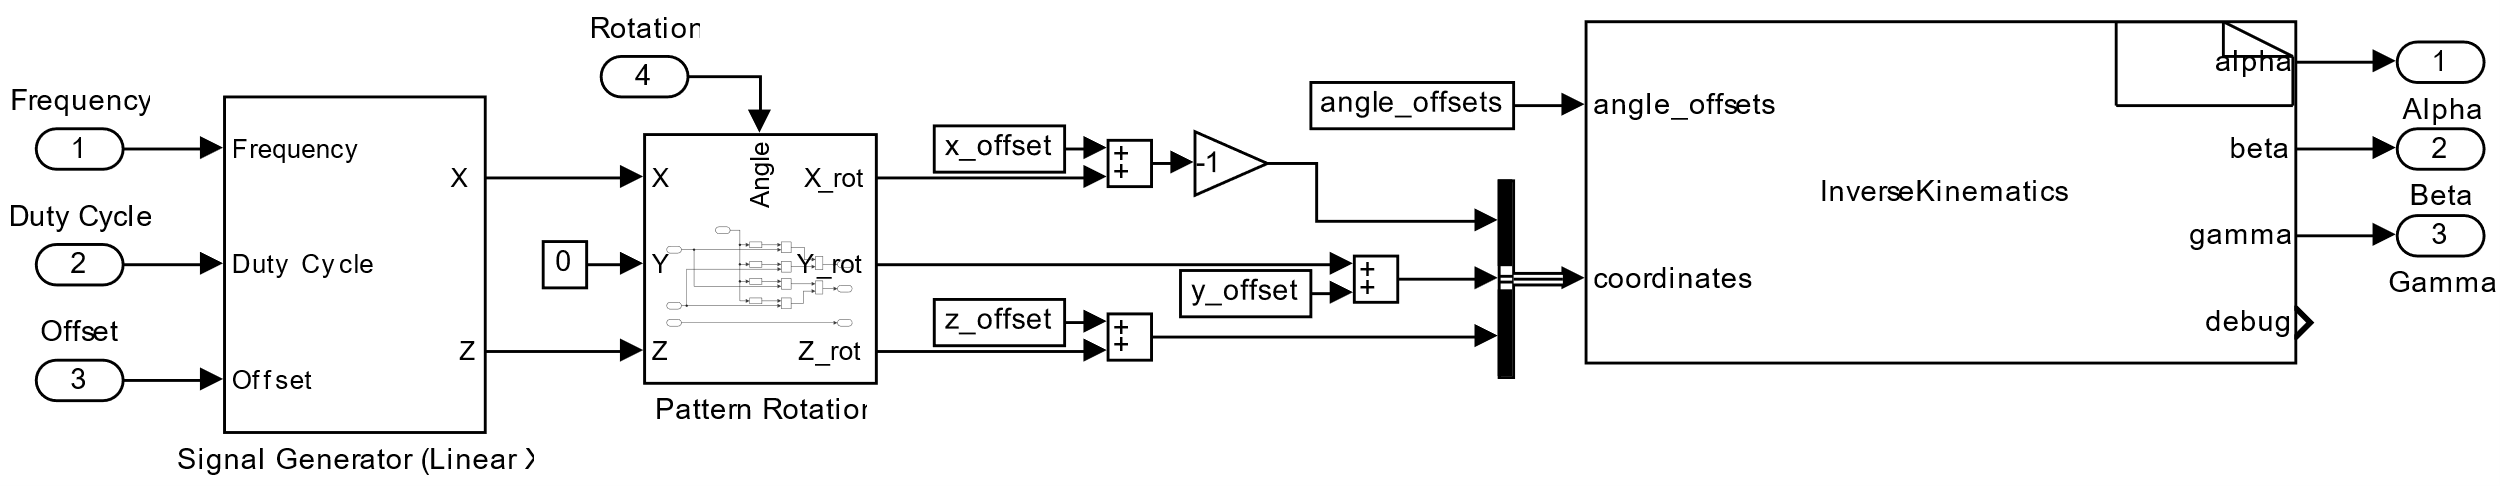 Rotation
4
Frequency
1
Duty Cycle
2
Offset
3
Frequency
Duty Cycle
Offset
X
Z
Signal Generator (Linear X
0
Angle
X
Y
Z
X_rot
Y_rot
Z_rot
Pattern Rotation
x_offset
+
+
-1
y_offset
+
+
z_offset
+
+
angle_offsets
angle_offsets
coordinates
InverseKinematics
alpha
beta
gamma
debug
1
Alpha
2
Beta
3
Gamma